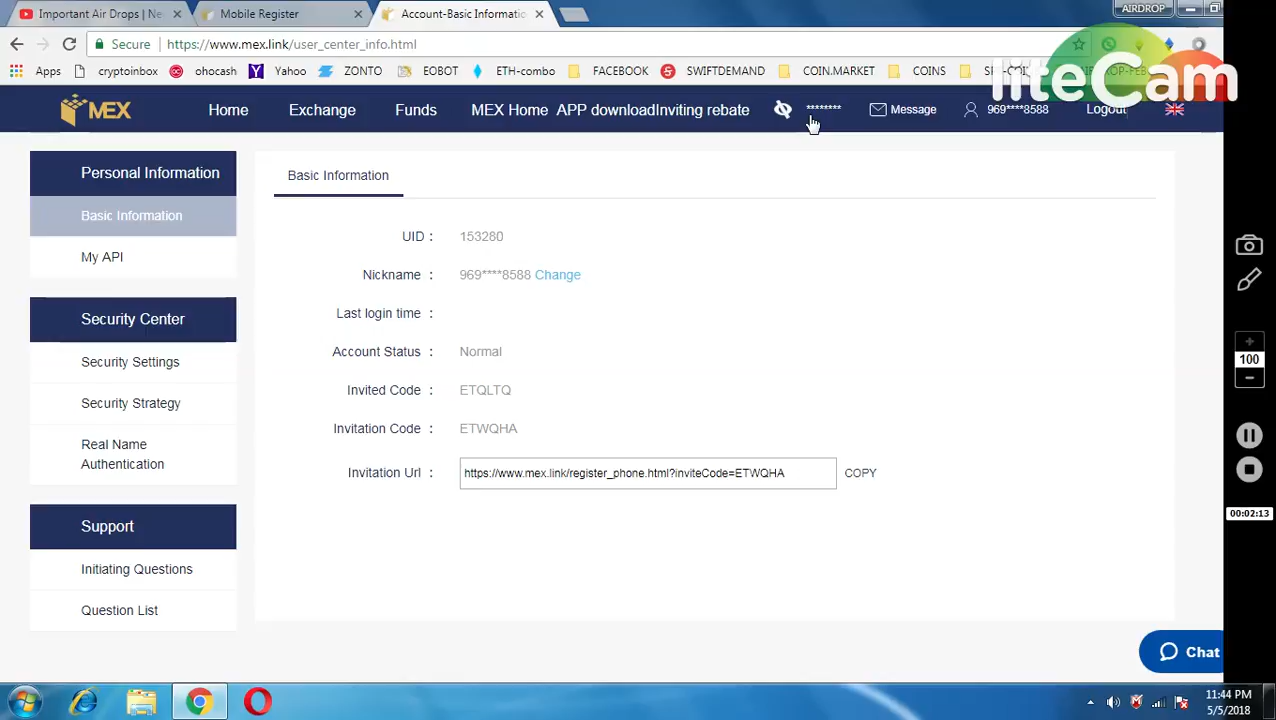 Important Air Drops | Ne
Mobile Register
Account-Basic Informatio
AIRDROP
Secure
https://www.mex.link/user_center_info.html
Apps
cryptoinbox
ohocash
Yahoo
ZONTO
ROBOT
ETH-combo
FACEBOOK
SWIFTDEMAND
COIN.MARKET
COINS
liteCam
MEX
Home
Exchange
Funds
MEX Home
APP download
Inviting rebate
********
Message
969****8588
Logout
Personal Information
Basic Information
My API
Security Center
Security Settings
Security Strategy
Real Name
Authentication
Support
Initiating Questions
Question List
Basic Information
UID : 153280
Nickname : 969****8588 Change
Last login time :
Account Status : Normal
Invited Code : ETQLTQ
Invitation Code : ETWQHA
Invitation Url : https://www.mex.link/register_phone.html?inviteCode=ETWQHA COPY
100
00:02:13
Chat
11:44 PM
5/5/2018